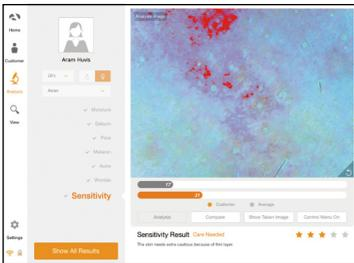 Analysis Image
Home
Aram Huvis
Customer
Asian
Analysis
Moisture
View
Sebum
Pore
Melanin
Acne
Wrinkle
Sensitivity
17
21
Customer
Average
Analysis
Compare
Show Taken Image
Control Menu On
Settings
Show All Results
Sensitivity Result Care Needed
The skin needs extra cautious because of thin layer.